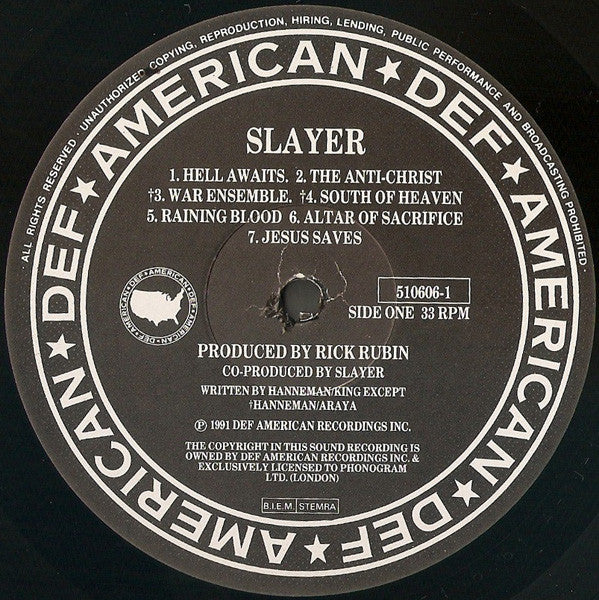 · ALL RIGHTS RESERVED · UNAUTHORIZED COPYING, REPRODUCTION, HIRING, LENDING, PUBLIC PERFORMANCE AND BROADCASTING PROHIBITED ·
DEF ★ AMERICAN ★ DEF ★ AMERICAN ★ DEF ★ AMERICAN ★ DEF ★ AMERICAN ★
SLAYER
1. HELL AWAITS. 2. THE ANTI-CHRIST
†3. WAR ENSEMBLE. †4. SOUTH OF HEAVEN
5. RAINING BLOOD 6. ALTAR OF SACRIFICE
7. JESUS SAVES
DEF★AMERICAN★DEF★AMERICAN★DEF★AMERICAN★
510606-1
SIDE ONE 33 RPM
PRODUCED BY RICK RUBIN
CO-PRODUCED BY SLAYER
WRITTEN BY HANNEMAN/KING EXCEPT
†HANNEMAN/ARAYA
℗ 1991 DEF AMERICAN RECORDINGS INC.
THE COPYRIGHT IN THIS SOUND RECORDING IS
OWNED BY DEF AMERICAN RECORDINGS INC. &
EXCLUSIVELY LICENSED TO PHONOGRAM
LTD. (LONDON)
B.I.E.M. STEMRA